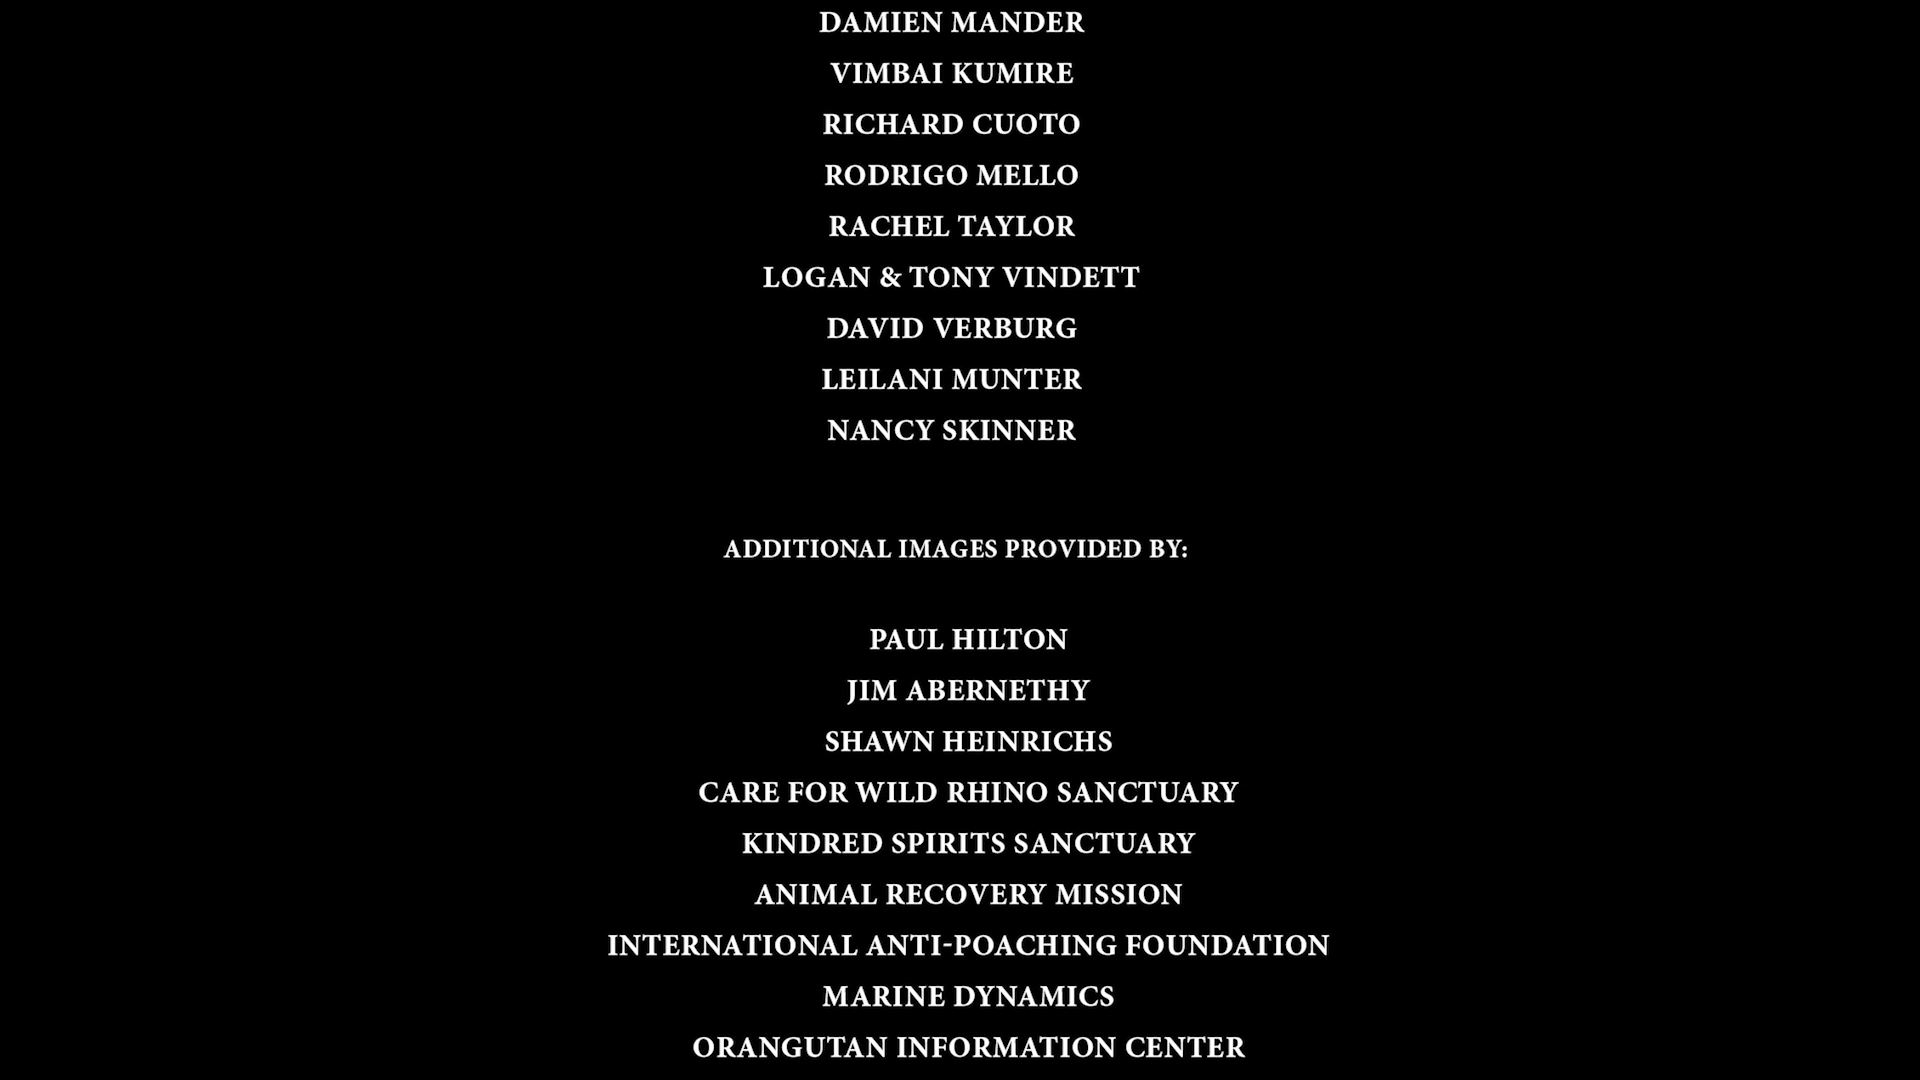 DAMIEN MANDER
VIMBAI KUMIRE
RICHARD CUOTO
RODRIGO MELLO
RACHEL TAYLOR
LOGAN & TONY VINDETT
DAVID VERBURG
LEILANI MUNTER
NANCY SKINNER
ADDITIONAL IMAGES PROVIDED BY:
PAUL HILTON
JIM ABERNETHY
SHAWN HEINRICHS
CARE FOR WILD RHINO SANCTUARY
KINDRED SPIRITS SANCTUARY
ANIMAL RECOVERY MISSION
INTERNATIONAL ANTI-POACHING FOUNDATION
MARINE DYNAMICS
ORANGUTAN INFORMATION CENTER